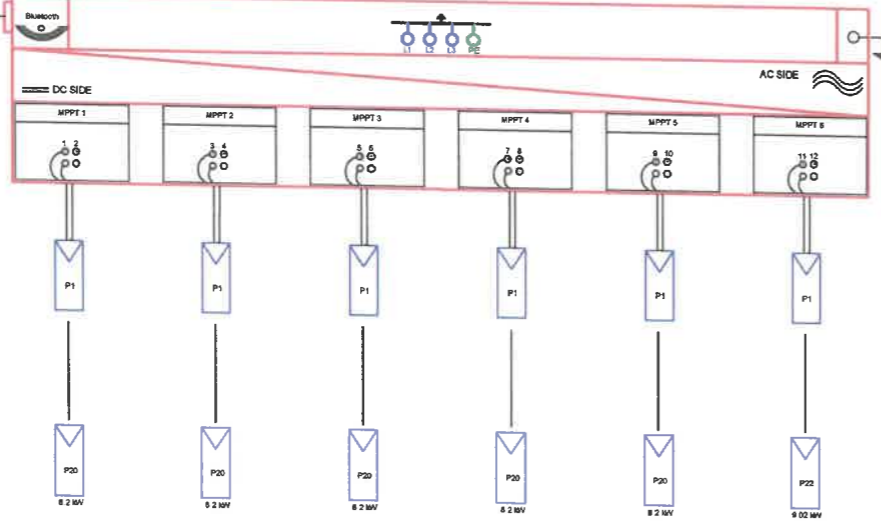 Bluetooth
L1 L2 L3 PE
AC SIDE
DC SIDE
MPPT 1 MPPT 2 MPPT 3 MPPT 4 MPPT 5 MPPT 6
1 2 3 4 5 6 7 8 9 10 11 12
P1 P1 P1 P1 P1 P1
P20 P20 P20 P20 P20 P22
8.2 kW 8.2 kW 8.2 kW 8.2 kW 8.2 kW 9.02 kW